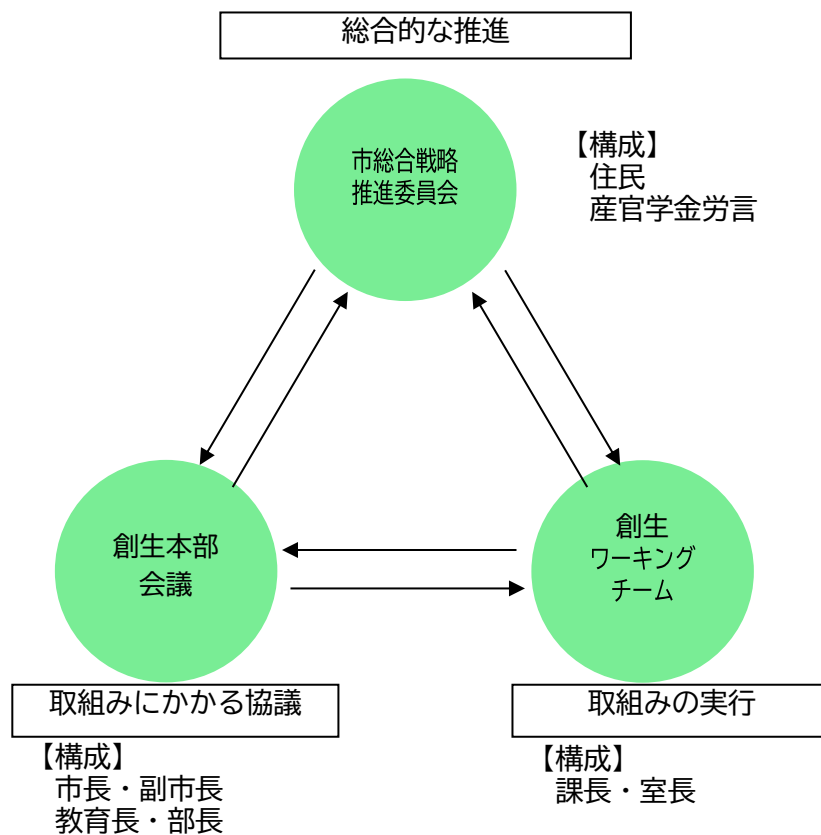 総合的な推進
市総合戦略
推進委員会
【構成】
住民
産官学金労言
創生本部
会議
創生
ワーキング
チーム
取組みにかかる協議
【構成】
市長・副市長
教育長・部長
取組みの実行
【構成】
課長・室長